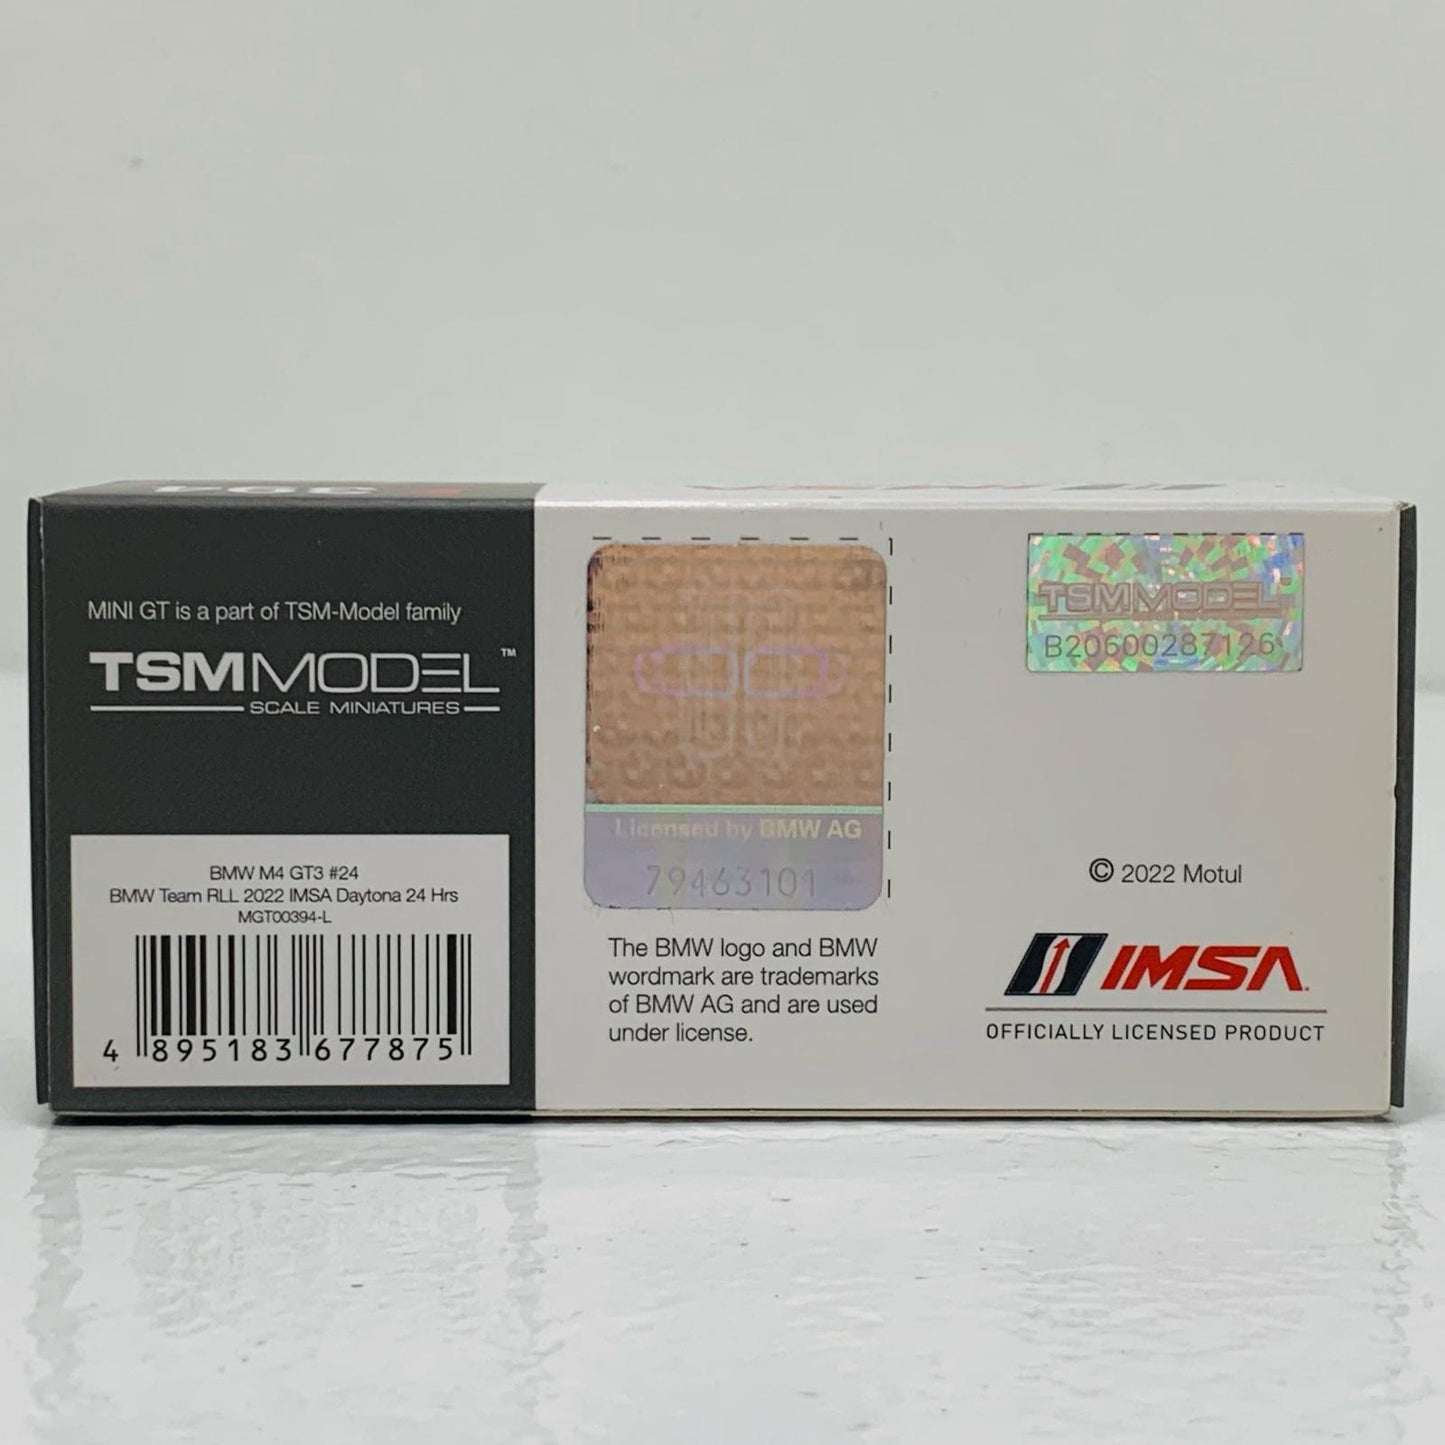 394
MINI GT is a part of TSM-Model family
TSMMODEL™
SCALE MINIATURES
BMW M4 GT3 #24
BMW Team RLL 2022 IMSA Daytona 24 Hrs
MGT00394-L
4 895183 677875
Licensed by BMW AG
79463101
The BMW logo and BMW
wordmark are trademarks
of BMW AG and are used
under license.
TSMMODEL
B20600287126
© 2022 Motul
IMSA
OFFICIALLY LICENSED PRODUCT